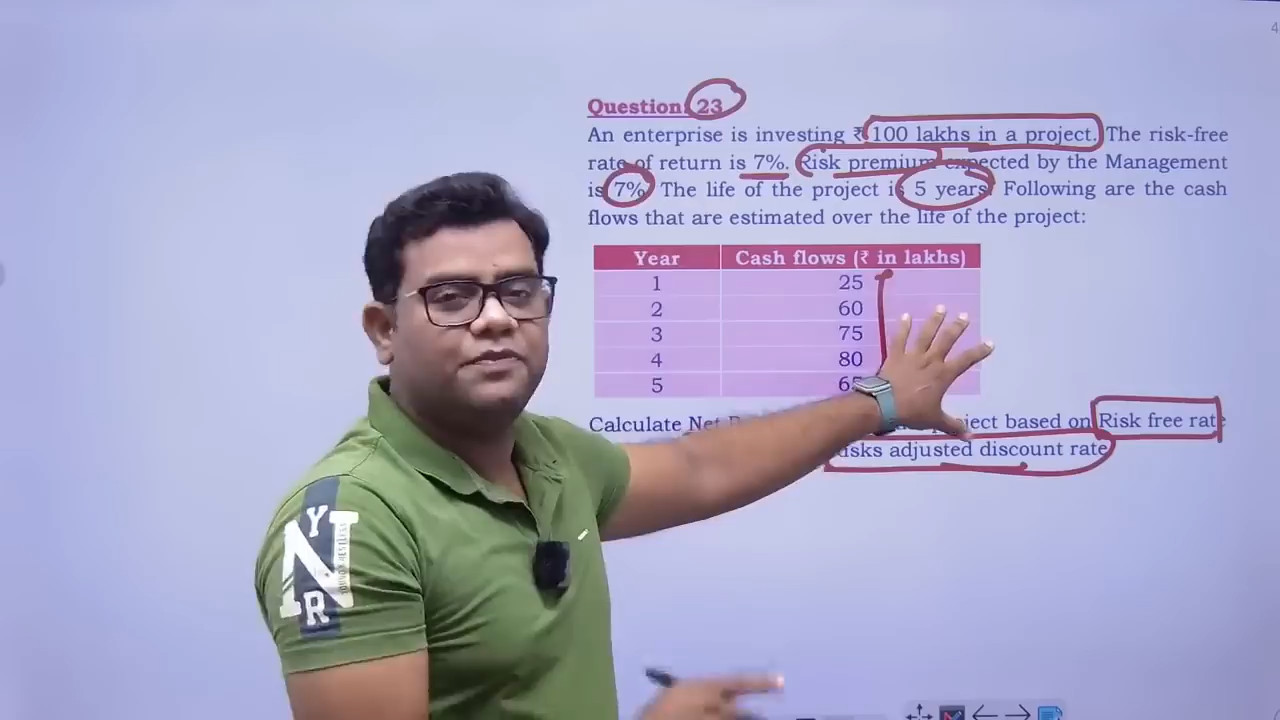 4
Question: 23
An enterprise is investing ₹ 100 lakhs in a project. The risk-free
rate of return is 7%. Risk premium expected by the Management
is 7%. The life of the project is 5 years. Following are the cash
flows that are estimated over the life of the project:
Year Cash flows (₹ in lakhs)
1 25
2 60
3 75
4 80
5 65
Calculate Net based on Risk free rate
adjusted discount rate
Y
N
R